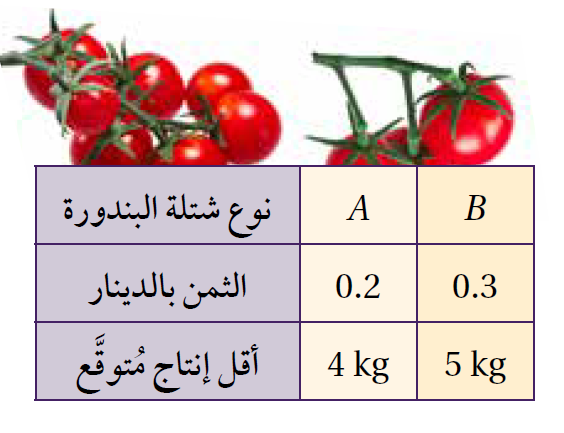 نوع شتلة البندورة A B
الثمن بالدينار 0.2 0.3
أقل إنتاج مُتوقَّع 4 kg 5 kg